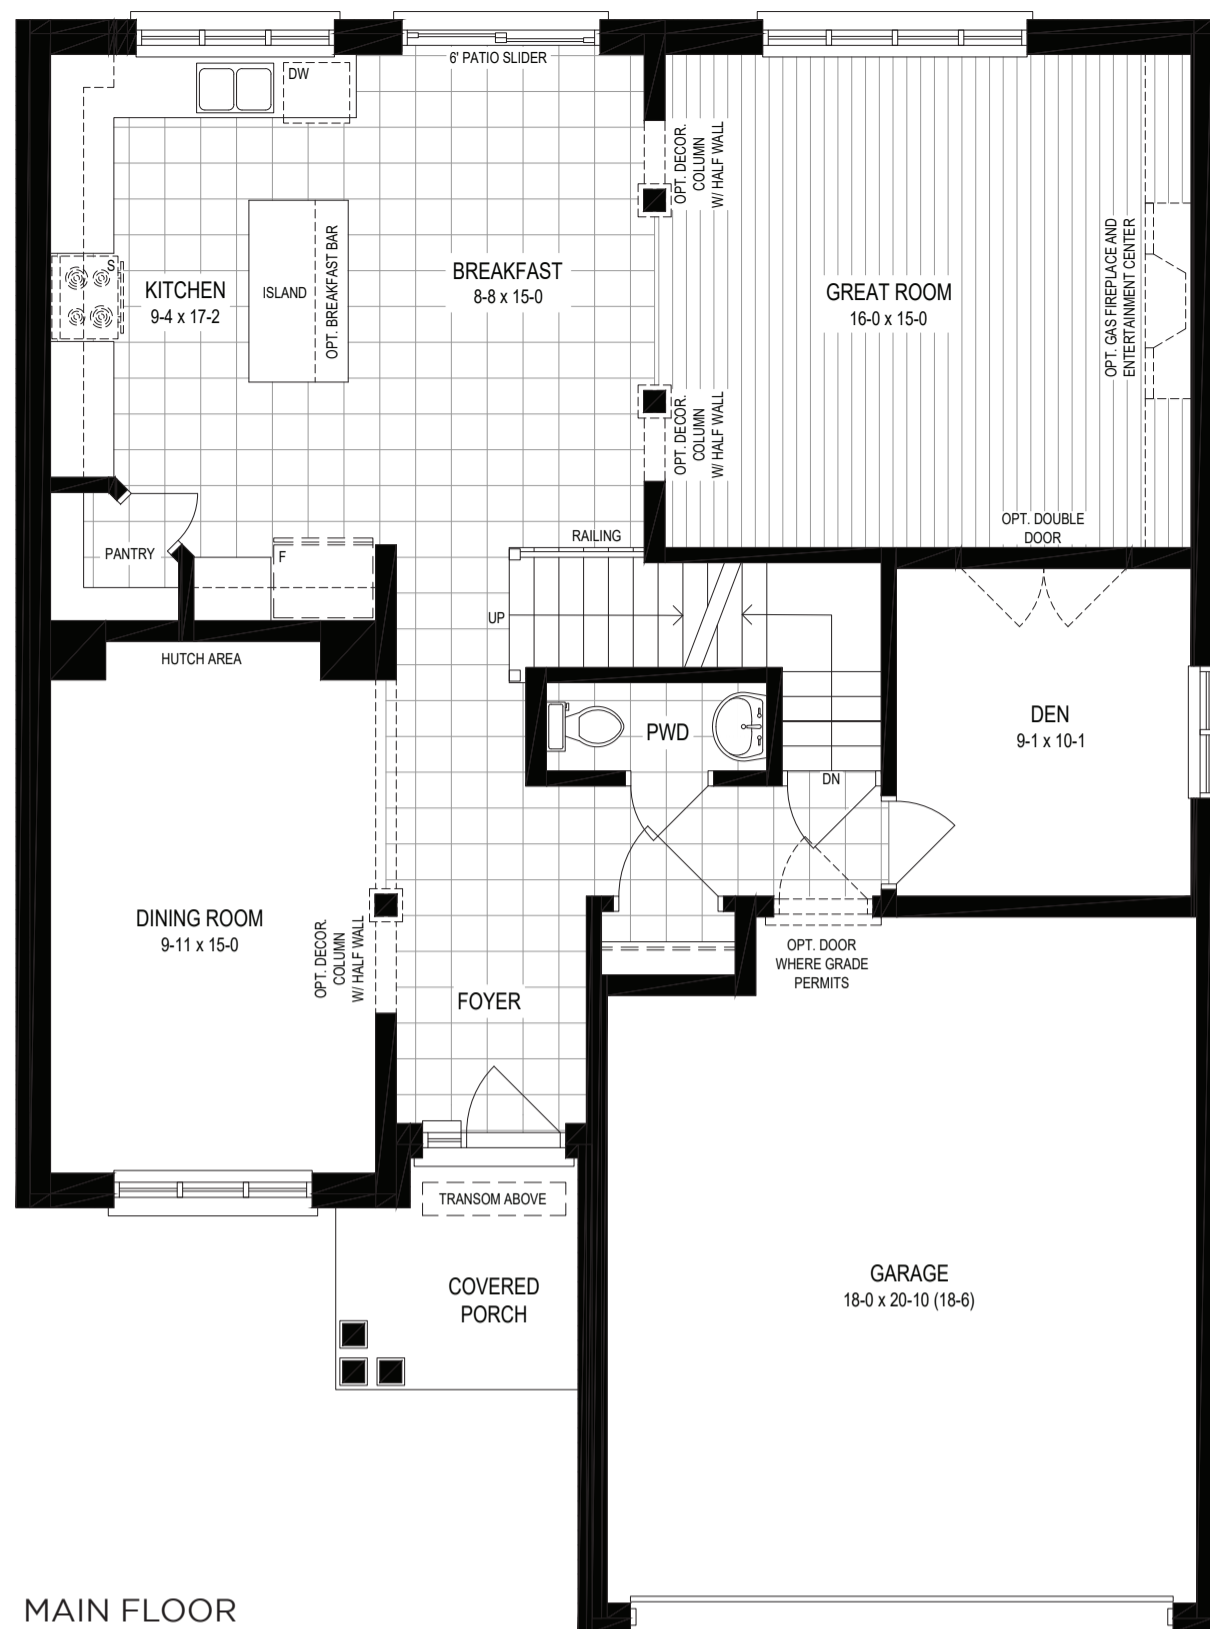 6' PATIO SLIDER
DW
OPT. DECOR.
COLUMN
W/ HALF WALL
S
KITCHEN
9-4 x 17-2
ISLAND
OPT. BREAKFAST BAR
BREAKFAST
8-8 x 15-0
GREAT ROOM
16-0 x 15-0
OPT. GAS FIREPLACE AND
ENTERTAINMENT CENTER
OPT. DECOR.
COLUMN
W/ HALF WALL
OPT. DOUBLE
DOOR
RAILING
PANTRY
F
UP
HUTCH AREA
PWD
DEN
9-1 x 10-1
DN
DINING ROOM
9-11 x 15-0
OPT. DECOR.
COLUMN
W/ HALF WALL
OPT. DOOR
WHERE GRADE
PERMITS
FOYER
TRANSOM ABOVE
COVERED
PORCH
GARAGE
18-0 x 20-10 (18-6)
MAIN FLOOR